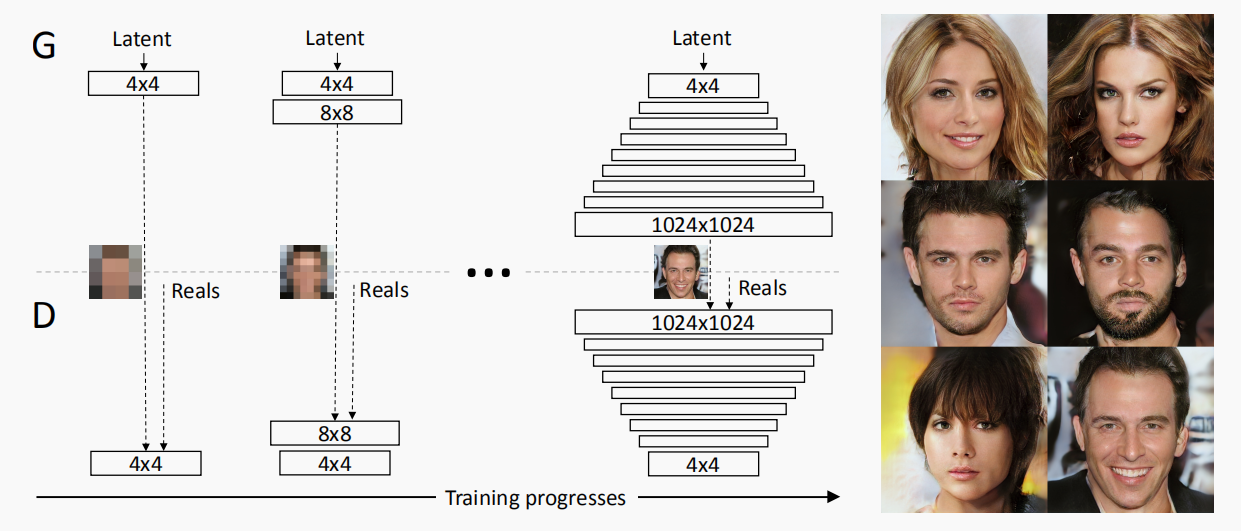 G
Latent
4x4
Latent
4x4
8x8
Latent
4x4
1024x1024
Reals
Reals
Reals
D
4x4
8x8
4x4
1024x1024
4x4
Training progresses